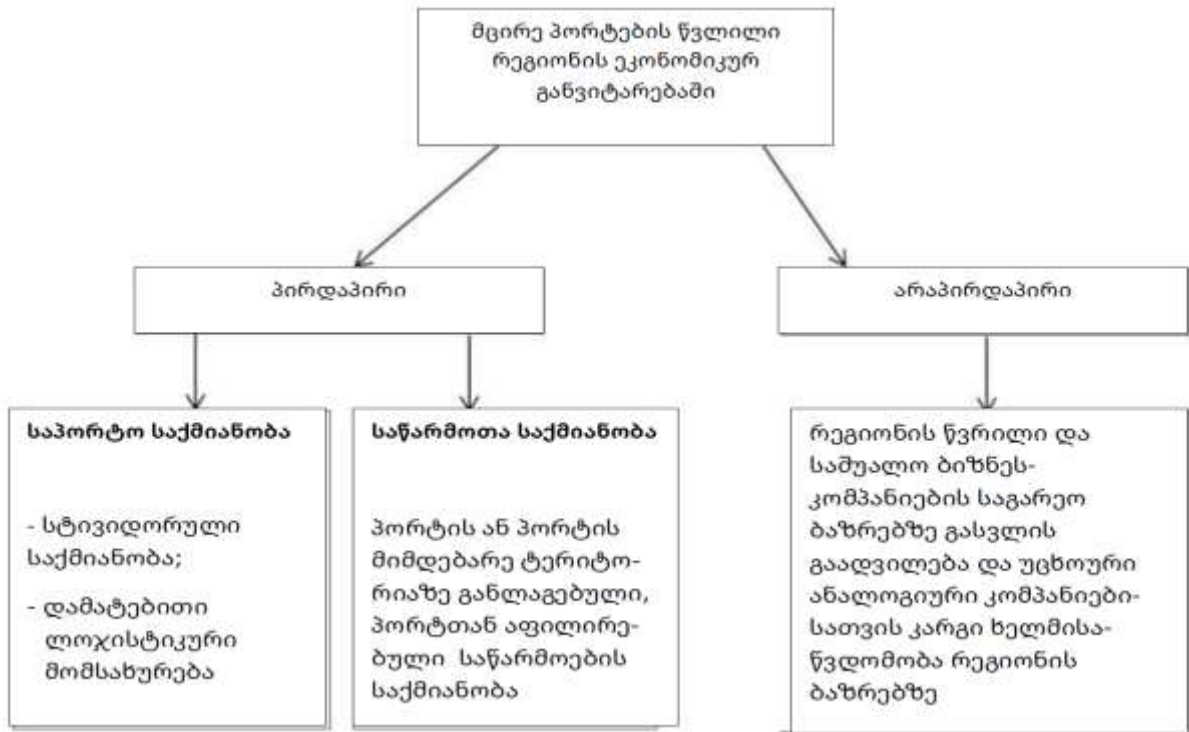 მცირე პორტების წვლილი
რეგიონის ეკონომიკურ
განვიტარებაში
პირდაპირი
არაპირდაპირი
საპორტო საქმიანობა
- სტივიდორული
საქმიანობა;
- დამატებითი
ლოჯისტიკური
მომსახურება
საწარმოთა საქმიანობა
პორტის ან პორტის
მიმდებარე ტერიტო-
რიაზე განლაგებული,
პორტთან აფილირე-
ბული საწარმოების
საქმიანობა
რეგიონის წვრილი და
საშუალო ბიზნეს-
კომპანიების საგარეო
ბაზრებზე გასვლის
გაადვილება და უცხოური
ანალოგიური კომპანიები-
სათვის კარგი ხელმისა-
წვდომობა რეგიონის
ბაზრებზე